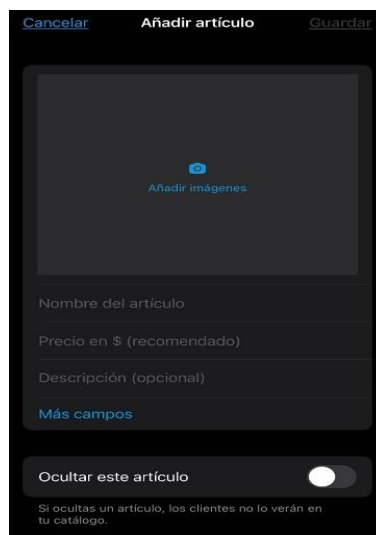 Cancelar Añadir artículo Guardar
Añadir imágenes
Nombre del artículo
Precio en $ (recomendado)
Descripción (opcional)
Más campos
Ocultar este artículo
Si ocultas un artículo, los clientes no lo verán en
tu catálogo.